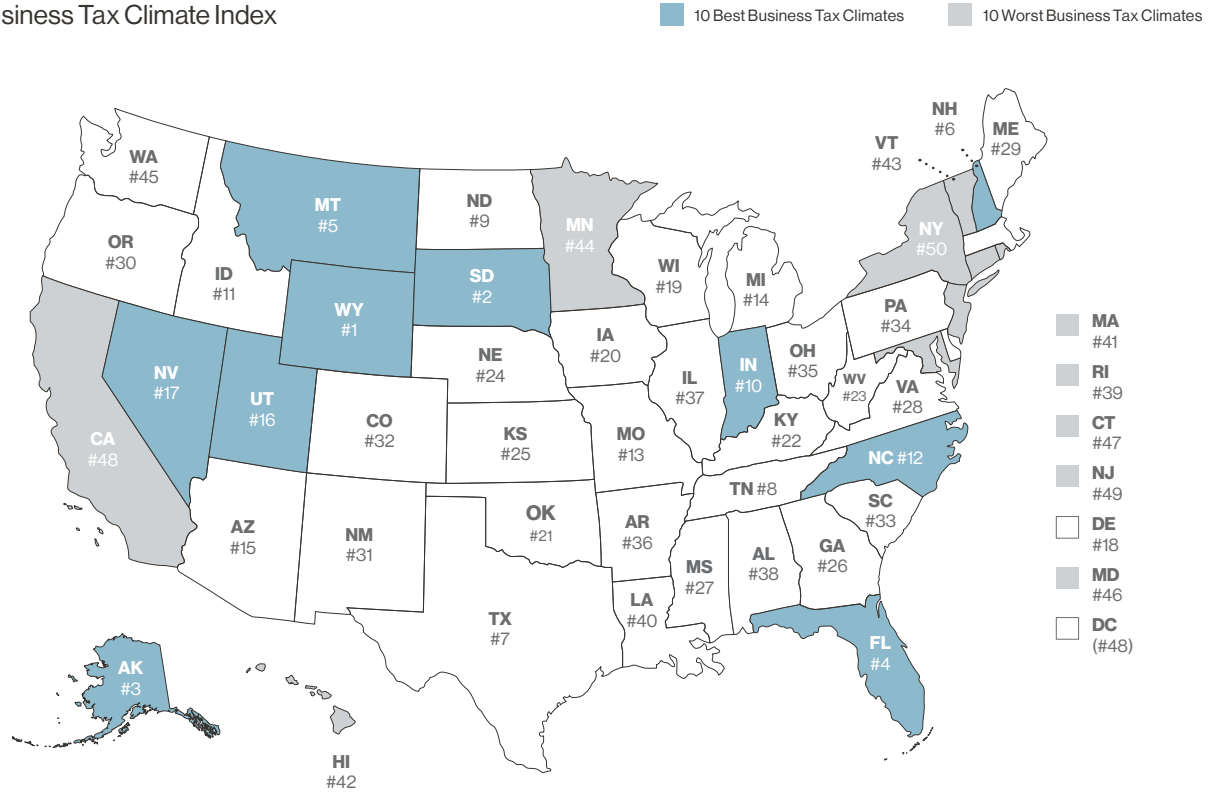 siness Tax Climate Index
10 Best Business Tax Climates
10 Worst Business Tax Climates
NH
#6
ME
#29
VT
#43
WA
#45
MT
#5
ND
#9
MN
#44
NY
#50
OR
#30
ID
#11
SD
#2
WI
#19
MI
#14
WY
#1
PA
#34
MA
#41
NE
#24
IA
#20
OH
#35
NV
#17
UT
#16
IL
#37
IN
#10
WV
#23
VA
#28
RI
#39
CO
#32
KS
#25
MO
#13
KY
#22
CT
#47
CA
#48
NC #12
NJ
#49
TN #8
SC
#33
AZ
#15
NM
#31
OK
#21
AR
#36
DE
#18
MS
#27
AL
#38
GA
#26
MD
#46
LA
#40
TX
#7
DC
(#48)
FL
#4
AK
#3
HI
#42